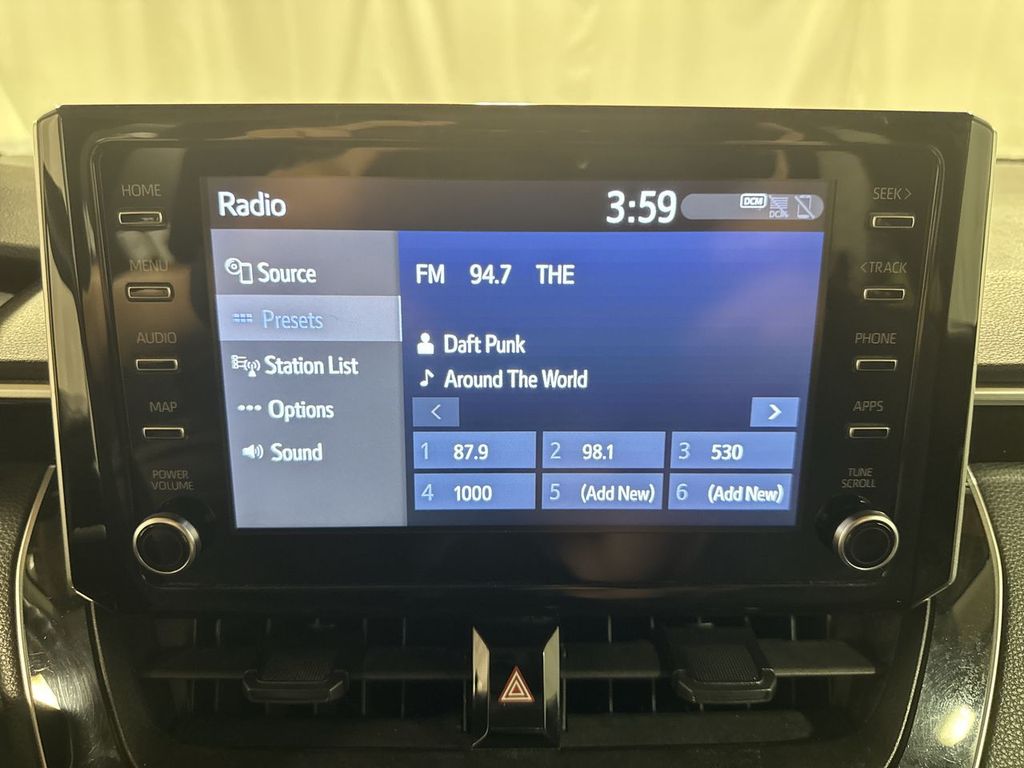 HOME
MENU
AUDIO
MAP
POWER
VOLUME
Radio
3:59
DCM
DCM
Source
Presets
Station List
Options
Sound
FM 94.7 THE
Daft Punk
Around The World
<
>
1 87.9
2 98.1
3 530
4 1000
5 (Add New)
6 (Add New)
SEEK>
<TRACK
PHONE
APPS
TUNE
SCROLL